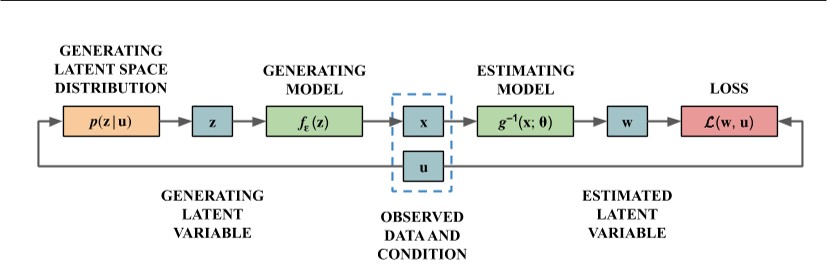 GENERATING
LATENT SPACE
DISTRIBUTION
GENERATING
MODEL
ESTIMATING
MODEL
LOSS
p(z|u)
z
fε(z)
x
g⁻¹(x; θ)
w
ℒ(w, u)
u
GENERATING
LATENT
VARIABLE
OBSERVED
DATA AND
CONDITION
ESTIMATED
LATENT
VARIABLE